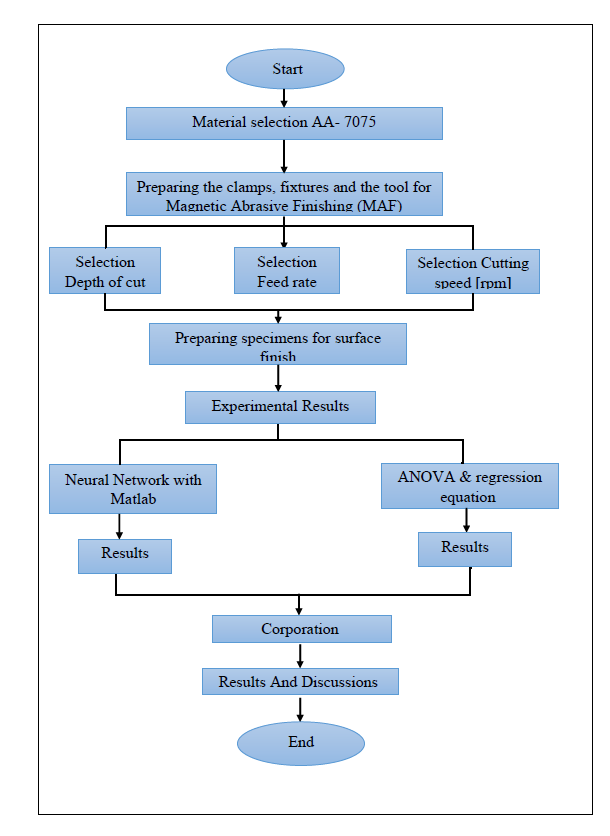 Start
Material selection AA- 7075
Preparing the clamps, fixtures and the tool for
Magnetic Abrasive Finishing (MAF)
Selection
Depth of cut
Selection
Feed rate
Selection Cutting
speed [rpm]
Preparing specimens for surface
finish
Experimental Results
Neural Network with
Matlab
ANOVA & regression
equation
Results
Results
Corporation
Results And Discussions
End